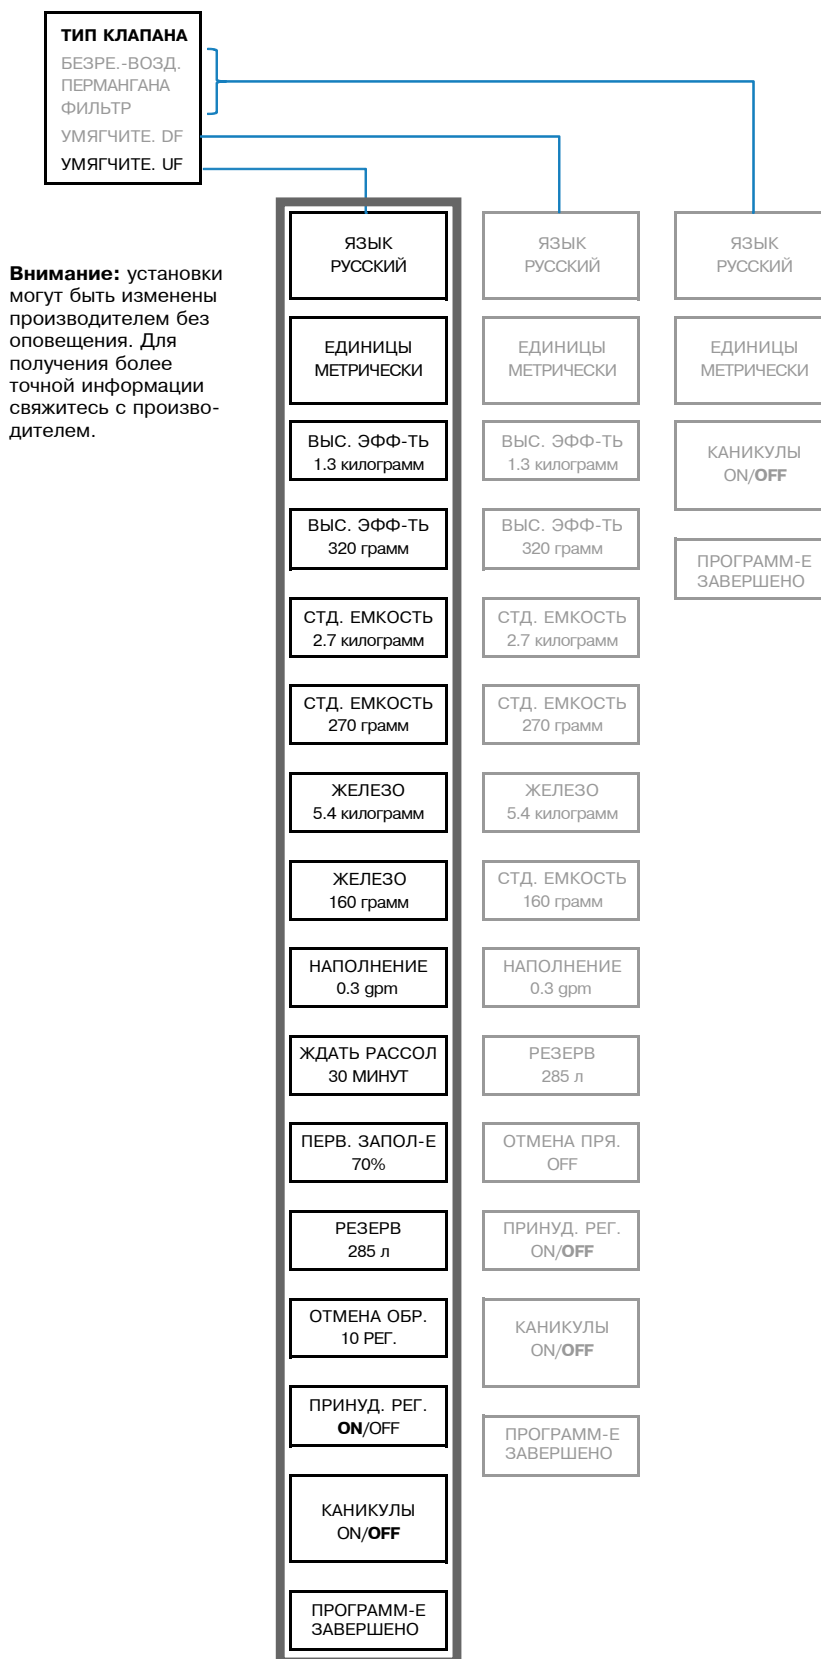 ТИП КЛАПАНА
БЕЗРЕ.-ВОЗД.
ПЕРМАНГАНА
ФИЛЬТР
УМЯГЧИТЕ. DF
УМЯГЧИТЕ. UF
Внимание: установки
могут быть изменены
производителем без
оповещения. Для
получения более
точной информации
свяжитесь с произво-
дителем.
ЯЗЫК
РУССКИЙ
ЕДИНИЦЫ
МЕТРИЧЕСКИ
ВЫС. ЭФФ-ТЬ
1.3 килограмм
ВЫС. ЭФФ-ТЬ
320 грамм
СТД. ЕМКОСТЬ
2.7 килограмм
СТД. ЕМКОСТЬ
270 грамм
ЖЕЛЕЗО
5.4 килограмм
ЖЕЛЕЗО
160 грамм
НАПОЛНЕНИЕ
0.3 gpm
ЖДАТЬ РАССОЛ
30 МИНУТ
ПЕРВ. ЗАПОЛ-Е
70%
РЕЗЕРВ
285 л
ОТМЕНА ОБР.
10 РЕГ.
ПРИНУД. РЕГ.
ON/OFF
КАНИКУЛЫ
ON/OFF
ПРОГРАММ-Е
ЗАВЕРШЕНО
ЯЗЫК
РУССКИЙ
ЕДИНИЦЫ
МЕТРИЧЕСКИ
ВЫС. ЭФФ-ТЬ
1.3 килограмм
ВЫС. ЭФФ-ТЬ
320 грамм
СТД. ЕМКОСТЬ
2.7 килограмм
СТД. ЕМКОСТЬ
270 грамм
ЖЕЛЕЗО
5.4 килограмм
СТД. ЕМКОСТЬ
160 грамм
НАПОЛНЕНИЕ
0.3 gpm
РЕЗЕРВ
285 л
ОТМЕНА ПРЯ.
OFF
ПРИНУД. РЕГ.
ON/OFF
КАНИКУЛЫ
ON/OFF
ПРОГРАММ-Е
ЗАВЕРШЕНО
ЯЗЫК
РУССКИЙ
ЕДИНИЦЫ
МЕТРИЧЕСКИ
КАНИКУЛЫ
ON/OFF
ПРОГРАММ-Е
ЗАВЕРШЕНО